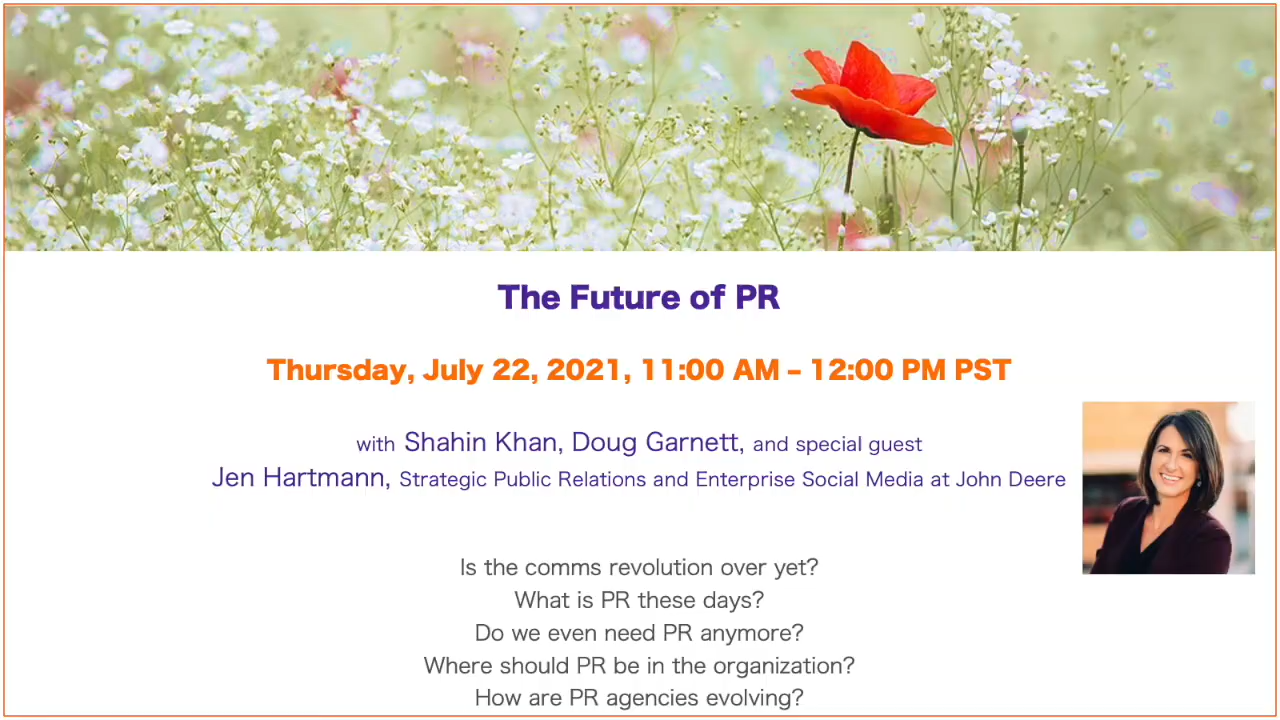 The Future of PR
Thursday, July 22, 2021, 11:00 AM – 12:00 PM PST
with Shahin Khan, Doug Garnett, and special guest
Jen Hartmann, Strategic Public Relations and Enterprise Social Media at John Deere
Is the comms revolution over yet?
What is PR these days?
Do we even need PR anymore?
Where should PR be in the organization?
How are PR agencies evolving?